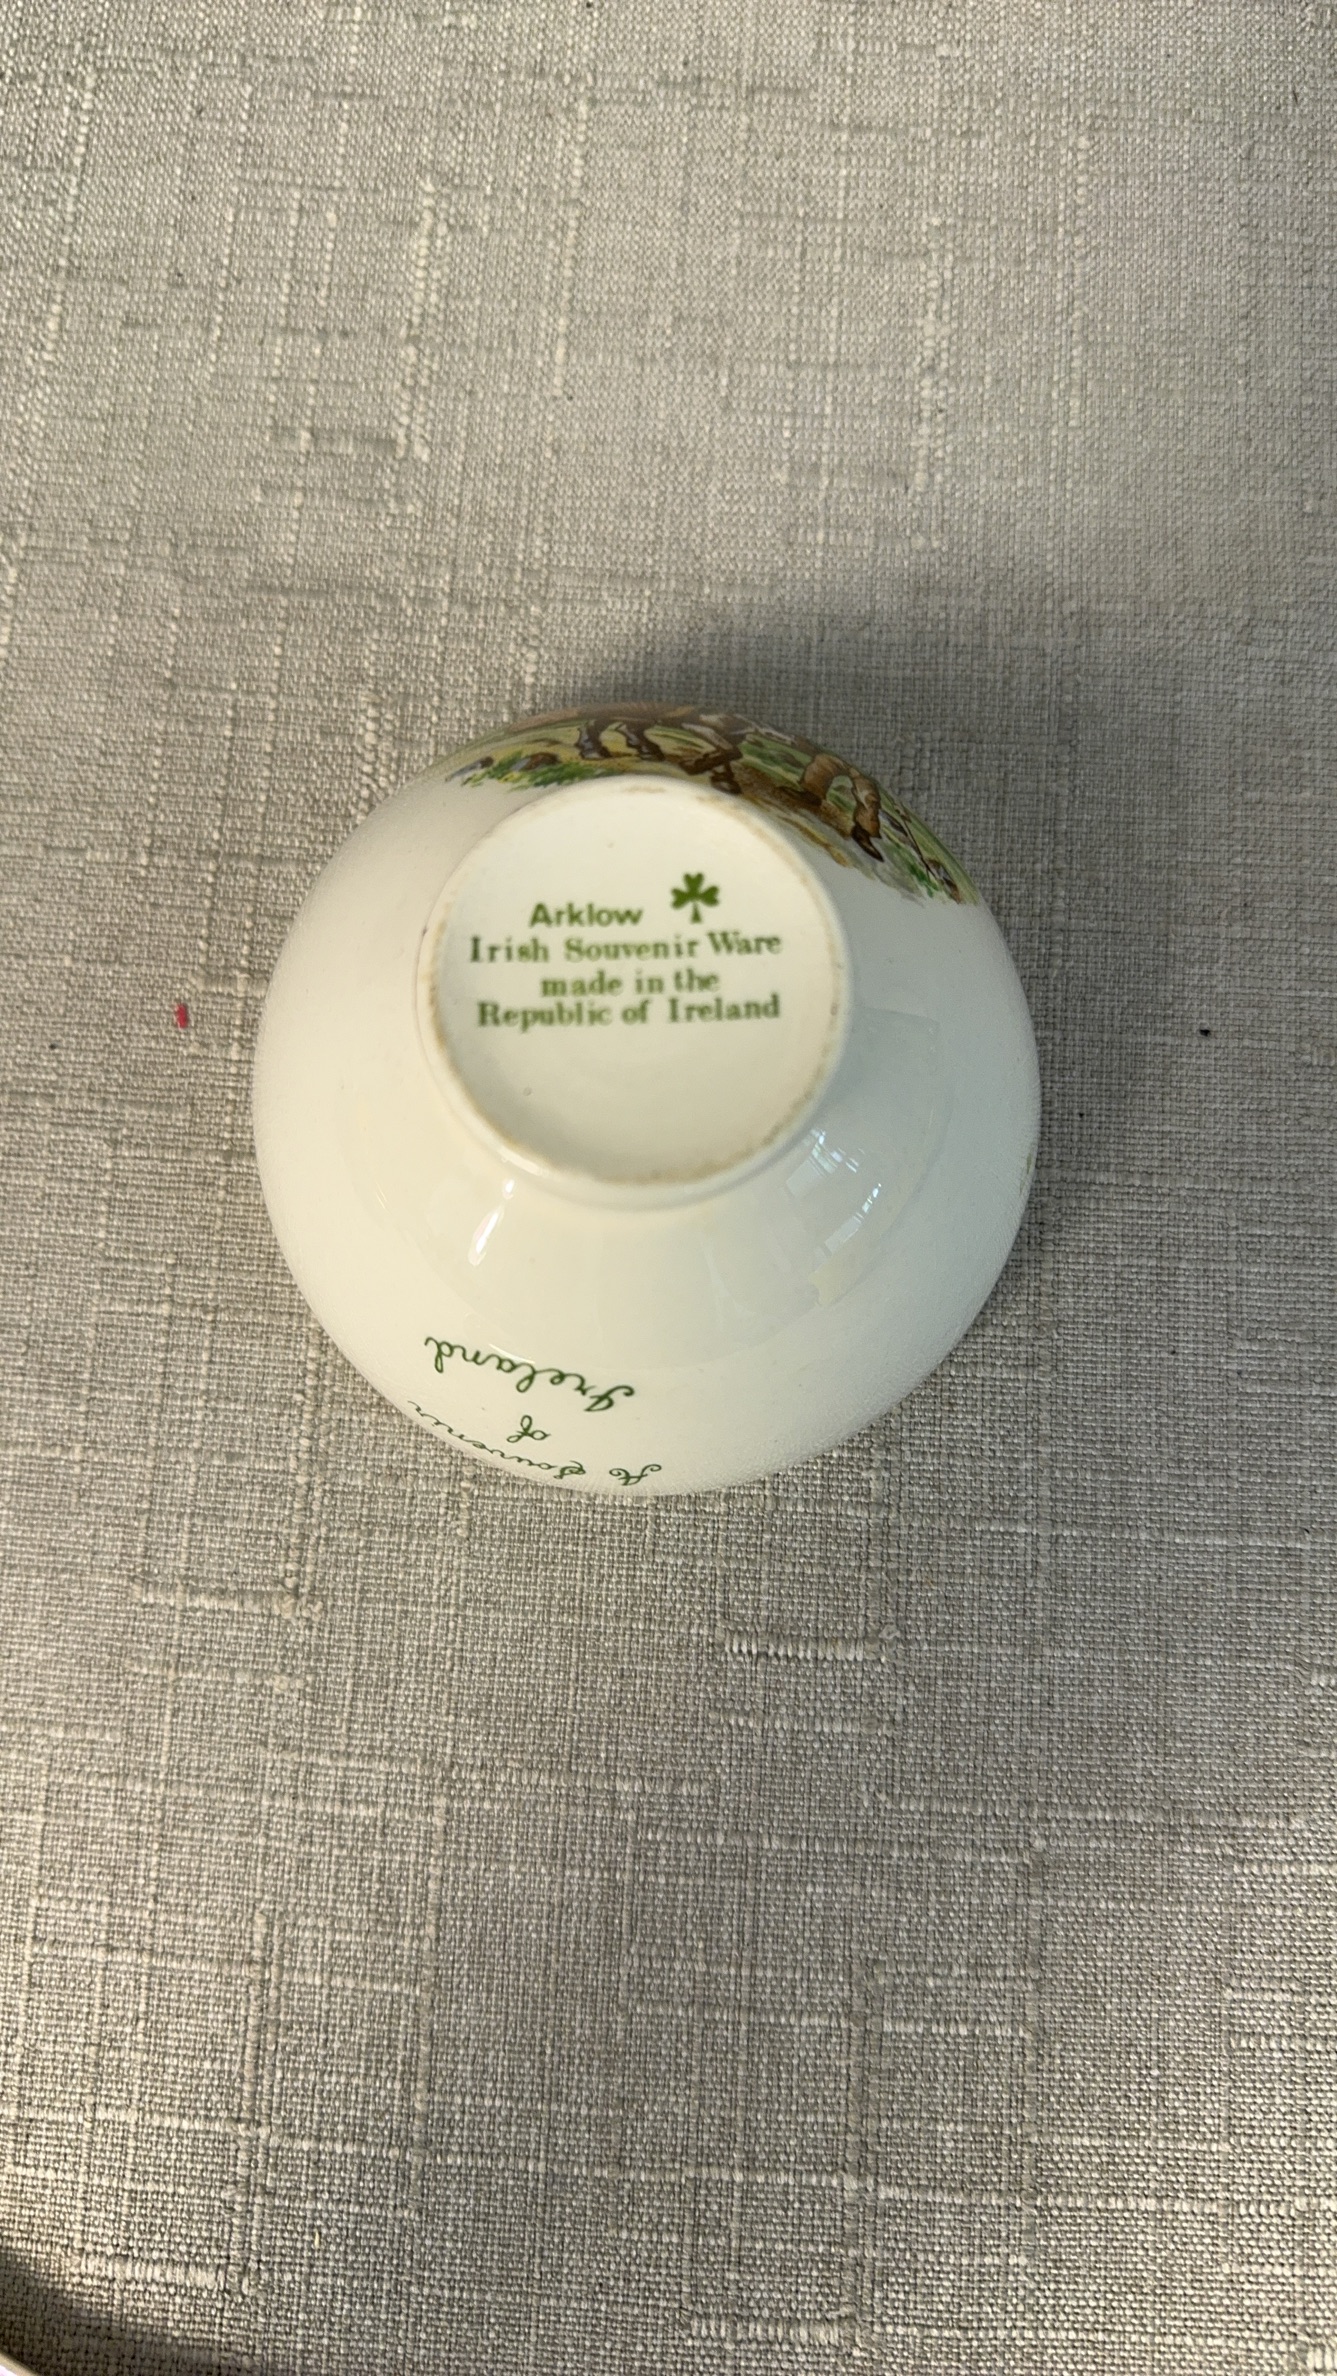 Arklow
Irish Souvenir Ware
made in the
Republic of Ireland
A Souvenir
of
Ireland